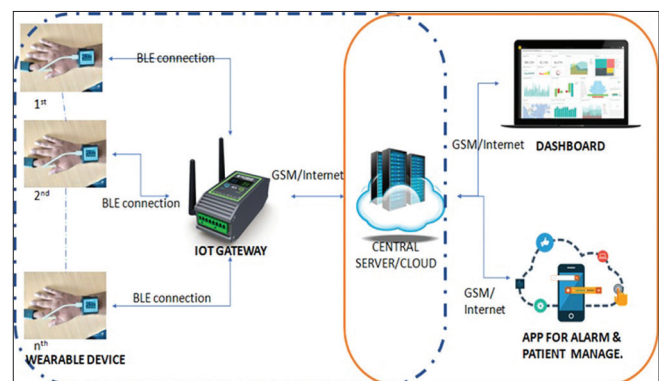 BLE connection
1st
GSM/Internet
DASHBOARD
2nd
BLE connection
GSM/Internet
IOT GATEWAY
CENTRAL
SERVER/CLOUD
BLE connection
GSM/
Internet
nth
WEARABLE DEVICE
APP FOR ALARM &
PATIENT MANAGE.